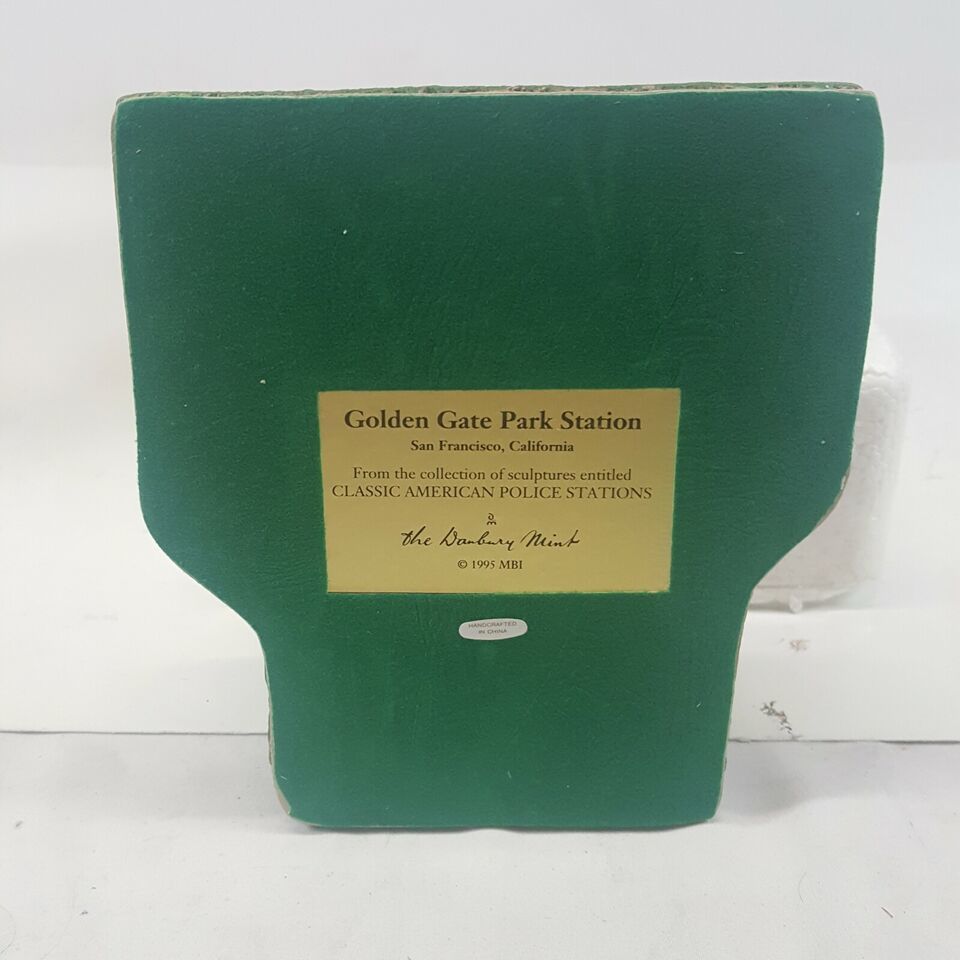 Golden Gate Park Station
San Francisco, California
From the collection of sculptures entitled
CLASSIC AMERICAN POLICE STATIONS
the Danbury Mint
© 1995 MBI
HANDCRAFTED
IN CHINA